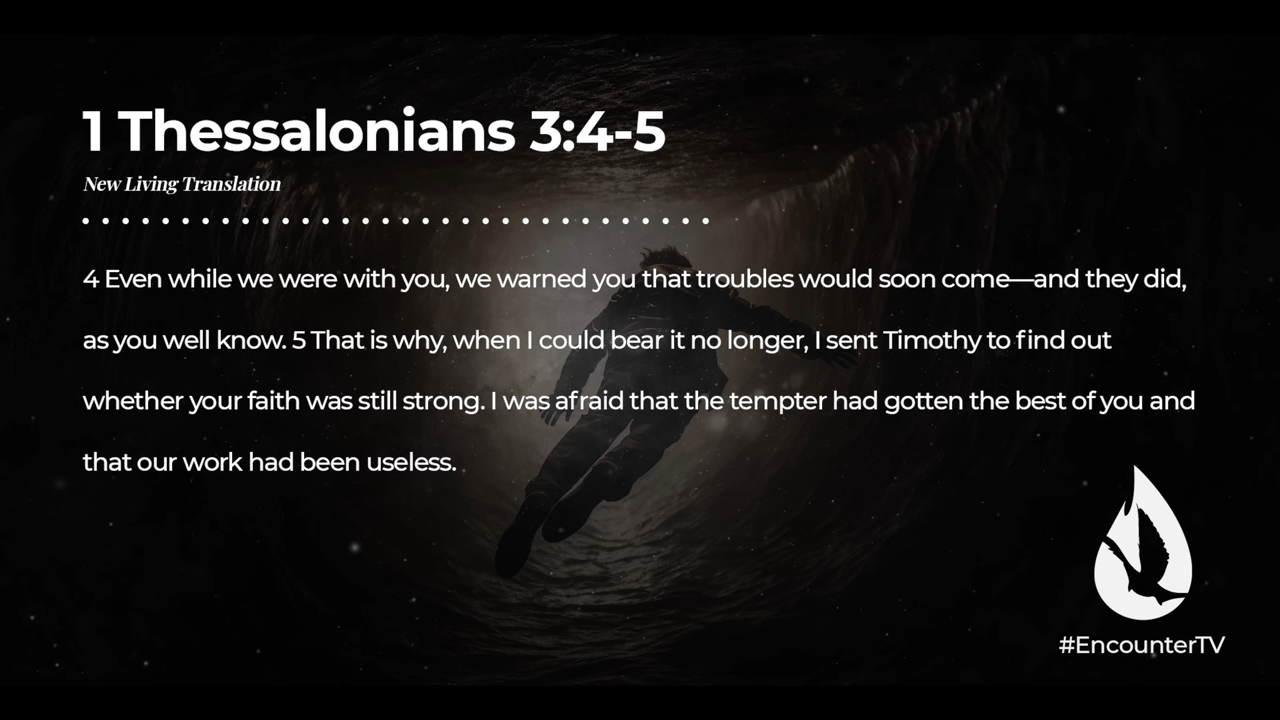 1 Thessalonians 3:4-5
New Living Translation
4 Even while we were with you, we warned you that troubles would soon come—and they did,
as you well know. 5 That is why, when I could bear it no longer, I sent Timothy to find out
whether your faith was still strong. I was afraid that the tempter had gotten the best of you and
that our work had been useless.
#EncounterTV